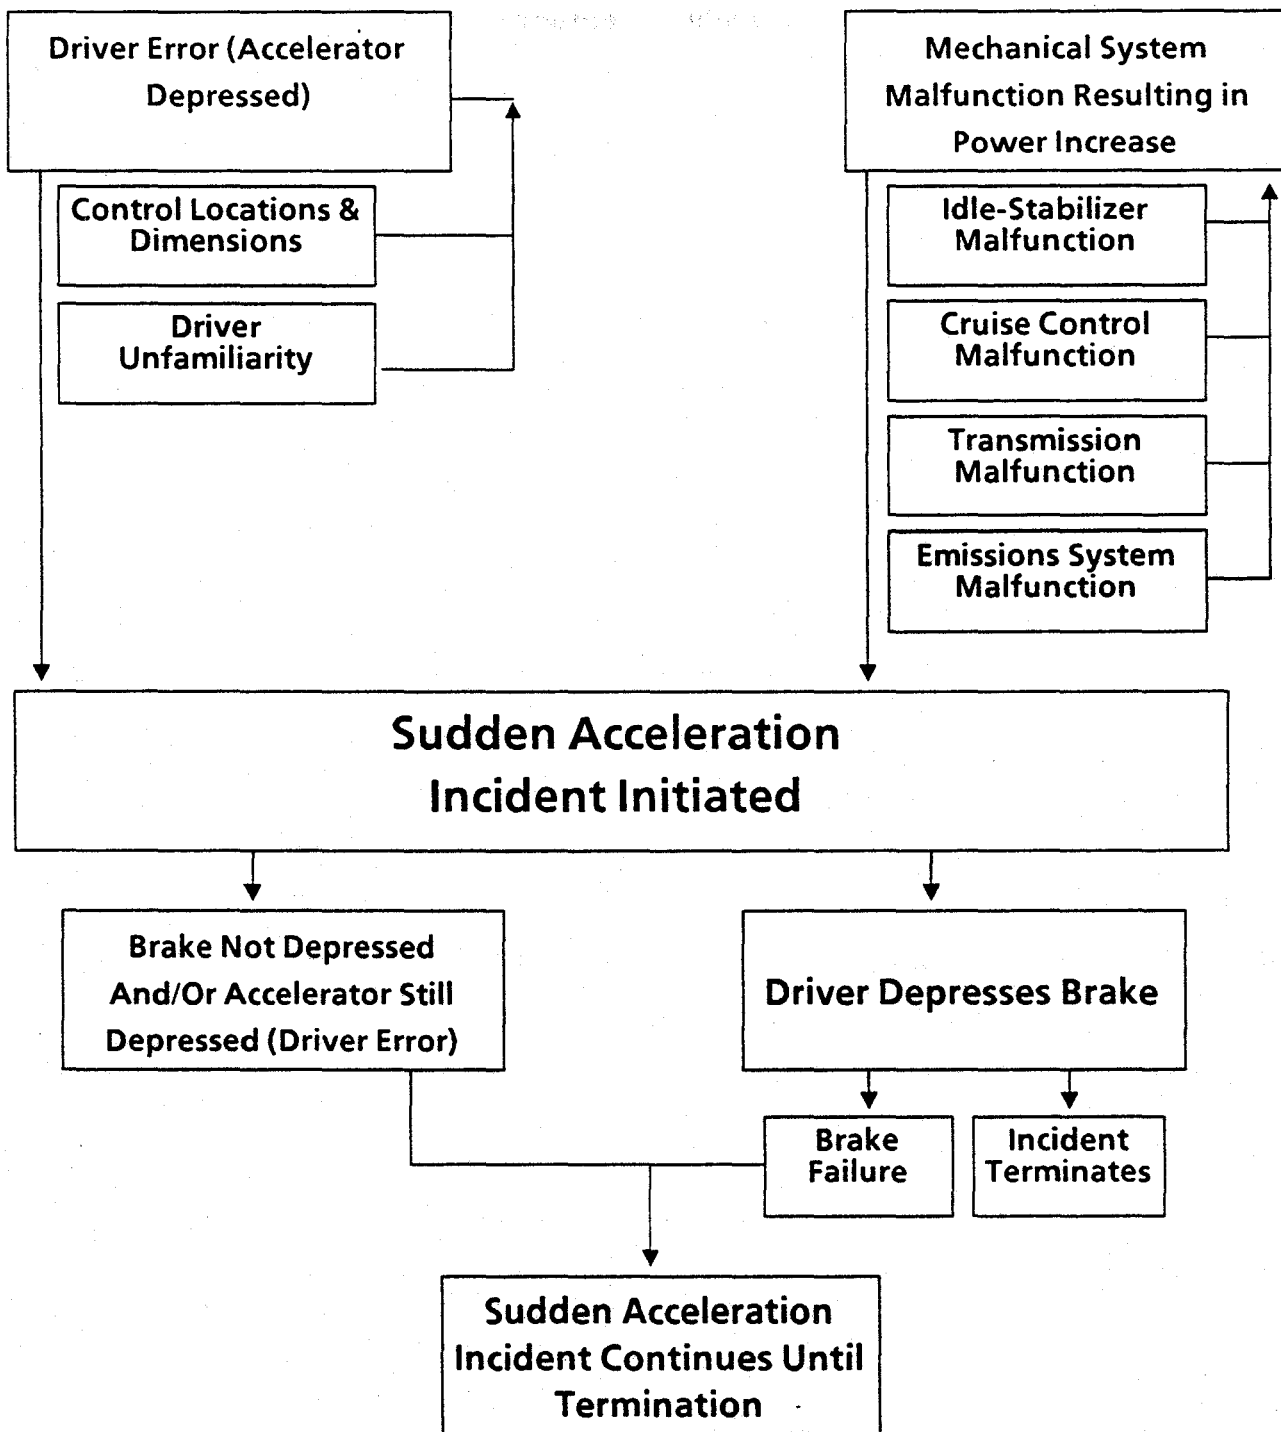 Driver Error (Accelerator
Depressed)
Mechanical System
Malfunction Resulting in
Power Increase
Control Locations &
Dimensions
Driver
Unfamiliarity
Idle-Stabilizer
Malfunction
Cruise Control
Malfunction
Transmission
Malfunction
Emissions System
Malfunction
Sudden Acceleration
Incident Initiated
Brake Not Depressed
And/Or Accelerator Still
Depressed (Driver Error)
Driver Depresses Brake
Brake
Failure
Incident
Terminates
Sudden Acceleration
Incident Continues Until
Termination